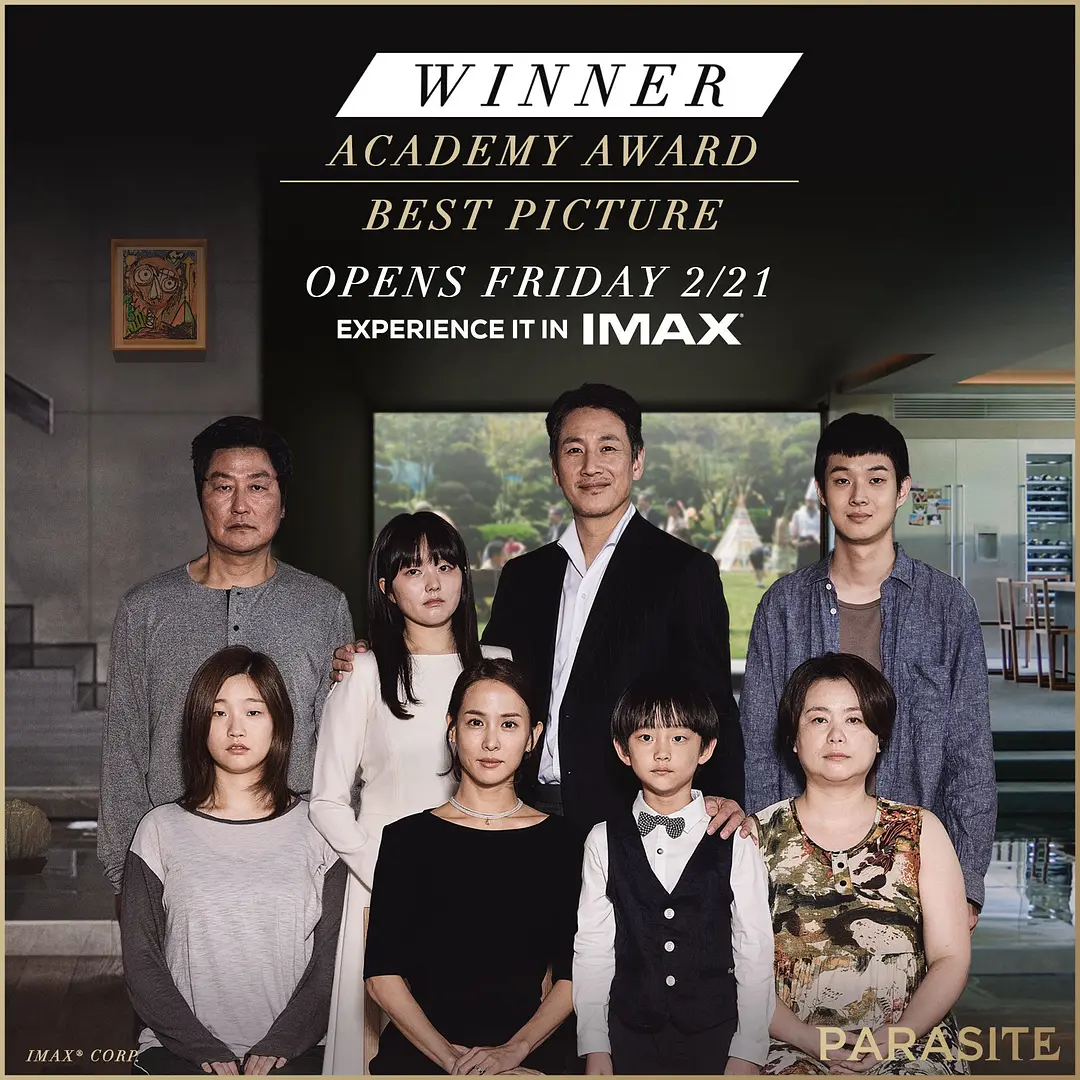 WINNER
ACADEMY AWARD
BEST PICTURE
OPENS FRIDAY 2/21
EXPERIENCE IT IN IMAX®
IMAX® CORP.
PARASITE